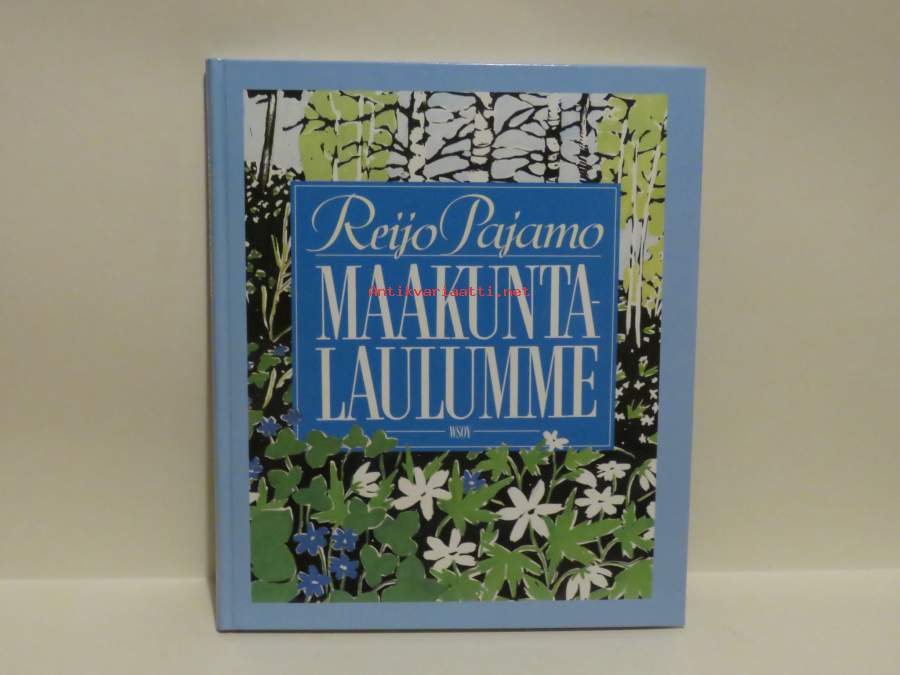 Reijo Pajamo
antikvariaatti.net
MAAKUNTA-
LAULUMME
WSOY